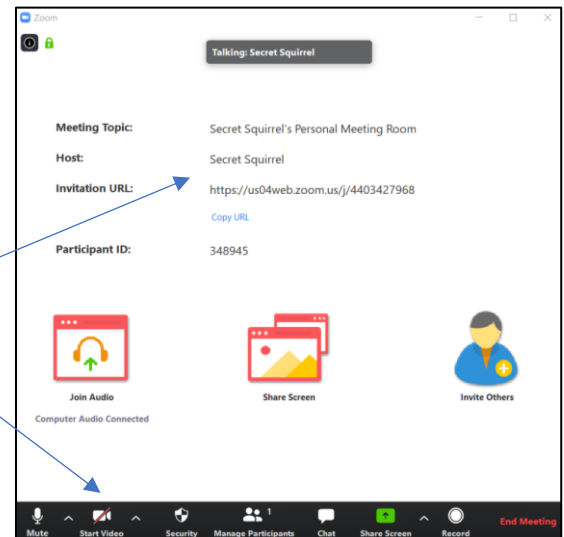 Zoom
Talking: Secret Squirrel
Meeting Topic: Secret Squirrel's Personal Meeting Room
Host: Secret Squirrel
Invitation URL: https://us04web.zoom.us/j/4403427968
Copy URL
Participant ID: 348945
Join Audio Share Screen Invite Others
Computer Audio Connected
1
Mute Start Video Security Manage Participants Chat Share Screen Record End Meeting